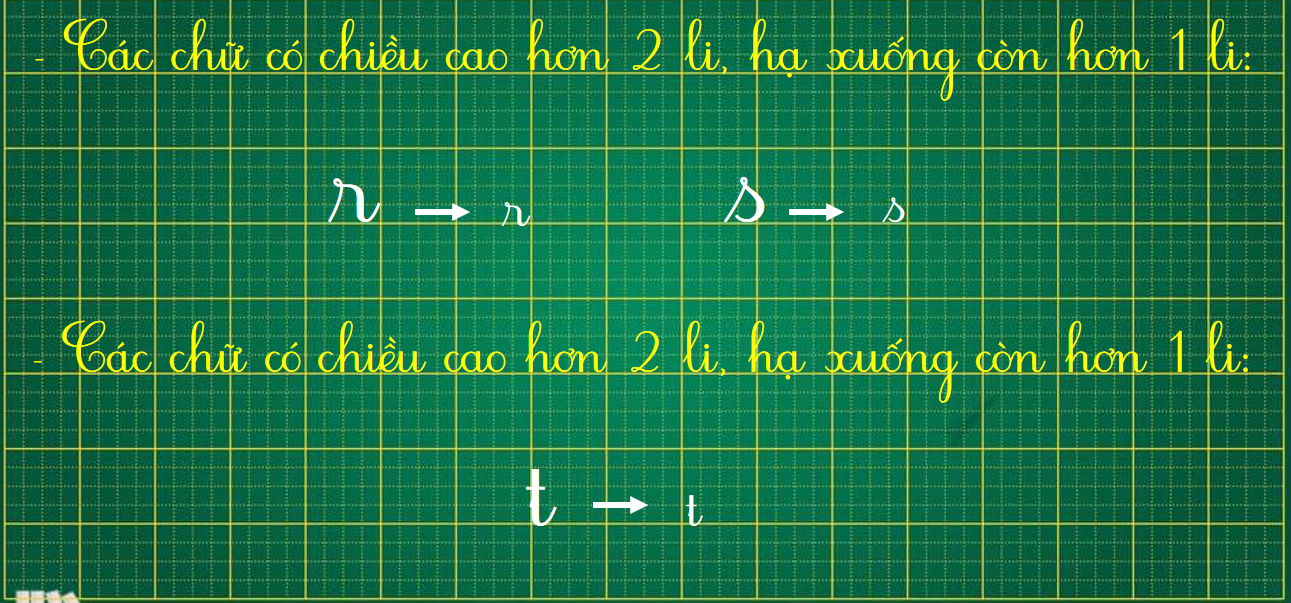 - Các chữ có chiều cao hơn 2 li, hạ xuống còn hơn 1 li:
r → r s → s
- Các chữ có chiều cao hơn 2 li, hạ xuống còn hơn 1 li:
t → t